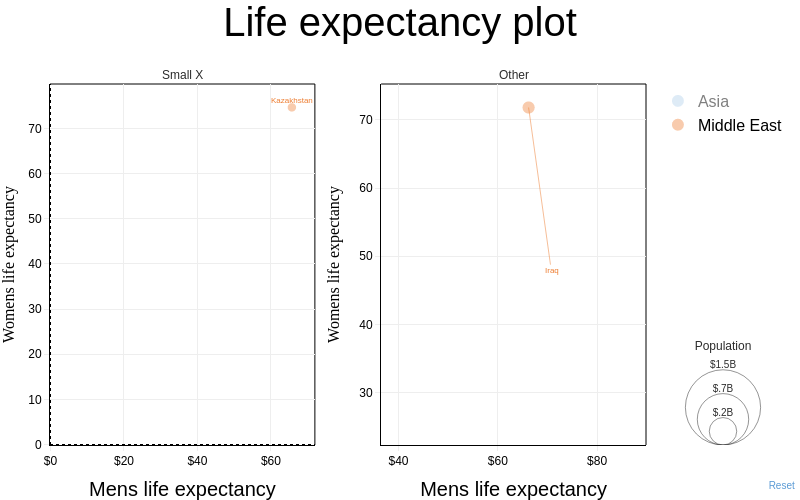 Life expectancy plot
Small X
Other
Kazakhstan
Iraq
Asia
Middle East
Womens life expectancy
70
60
50
40
30
20
10
0
$0
$20
$40
$60
Mens life expectancy
Womens life expectancy
70
60
50
40
30
$40
$60
$80
Mens life expectancy
Population
$1.5B
$.7B
$.2B
Reset